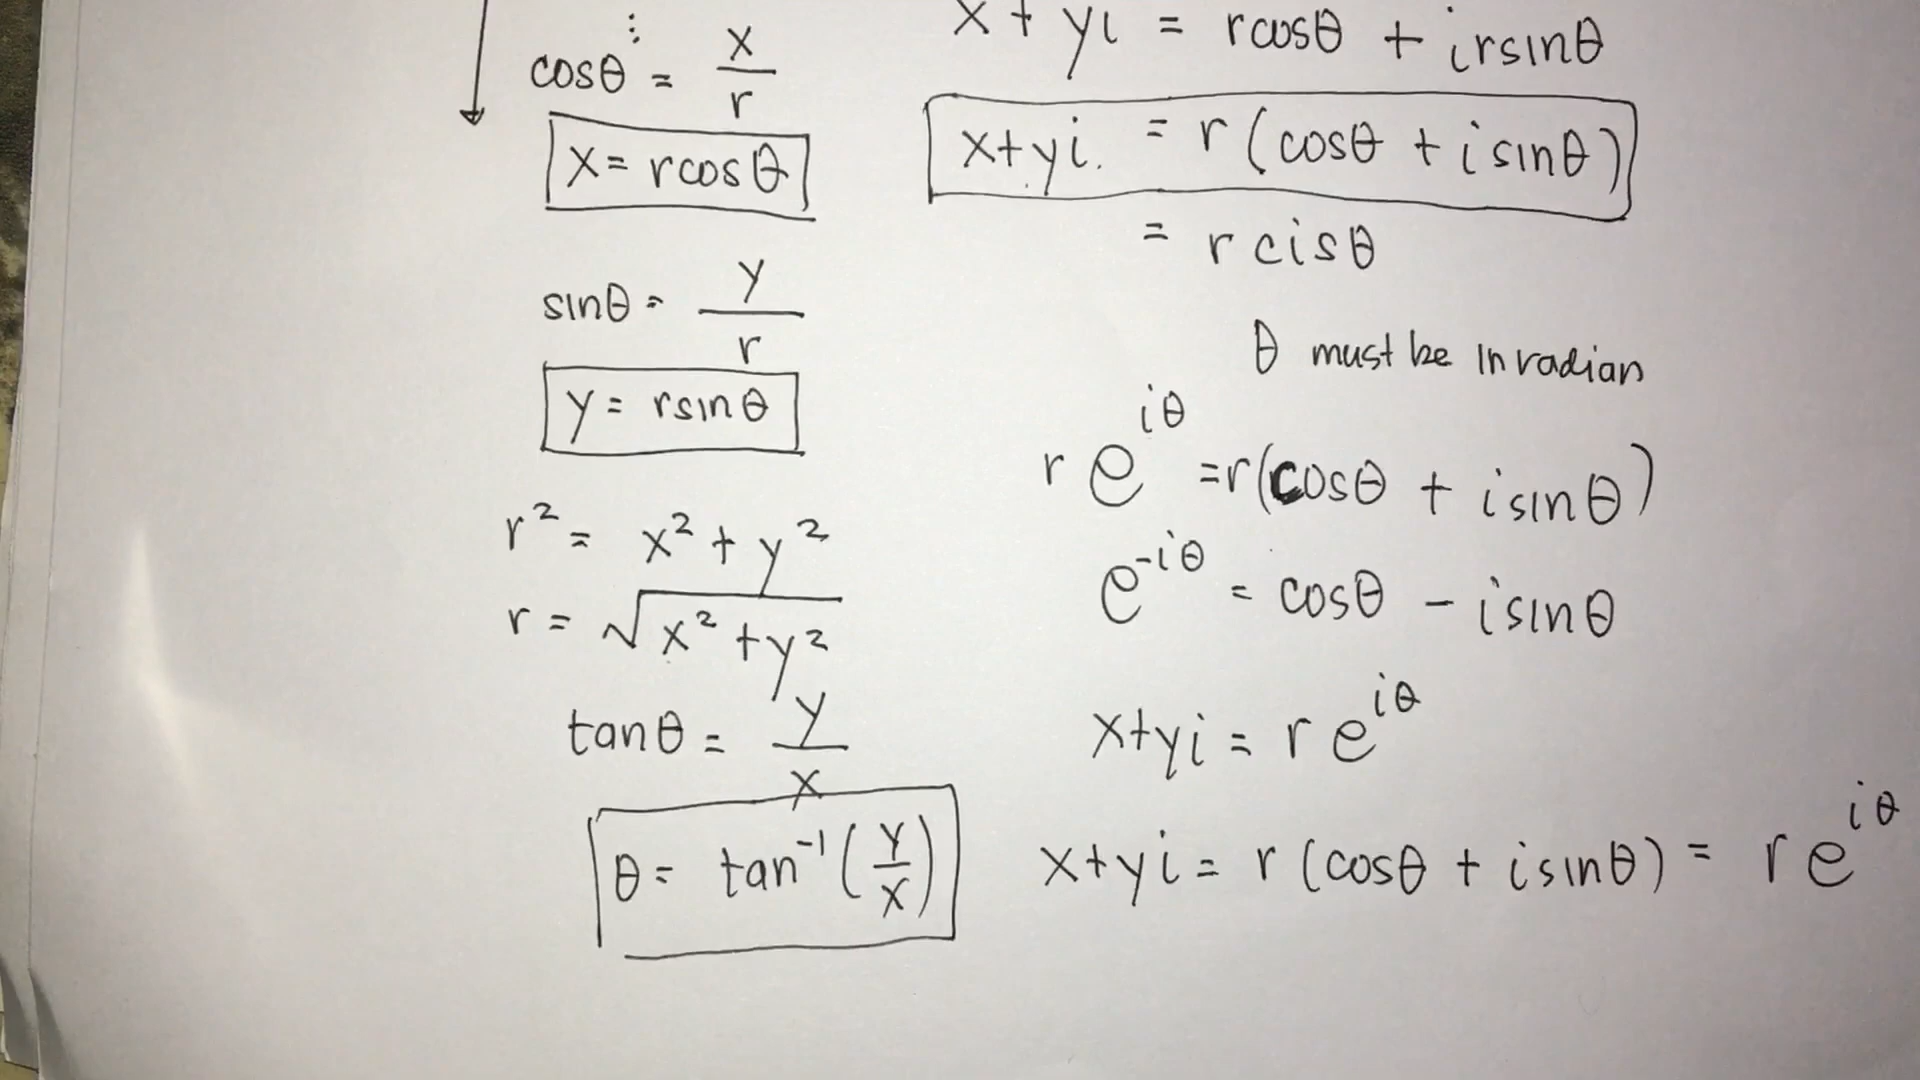 cosθ = x/r
x = rcosθ
sinθ = y/r
y = rsinθ
r² = x² + y²
r = √x² + y²
tanθ = y/x
θ = tan⁻¹(y/x)
x + yi = rcosθ + irsinθ
x+yi = r(cosθ + isinθ)
= rcisθ
θ must be in radian
re^iθ = r(cosθ + isinθ)
e^-iθ = cosθ - isinθ
x+yi = re^iθ
x+yi = r(cosθ + isinθ) = re^iθ